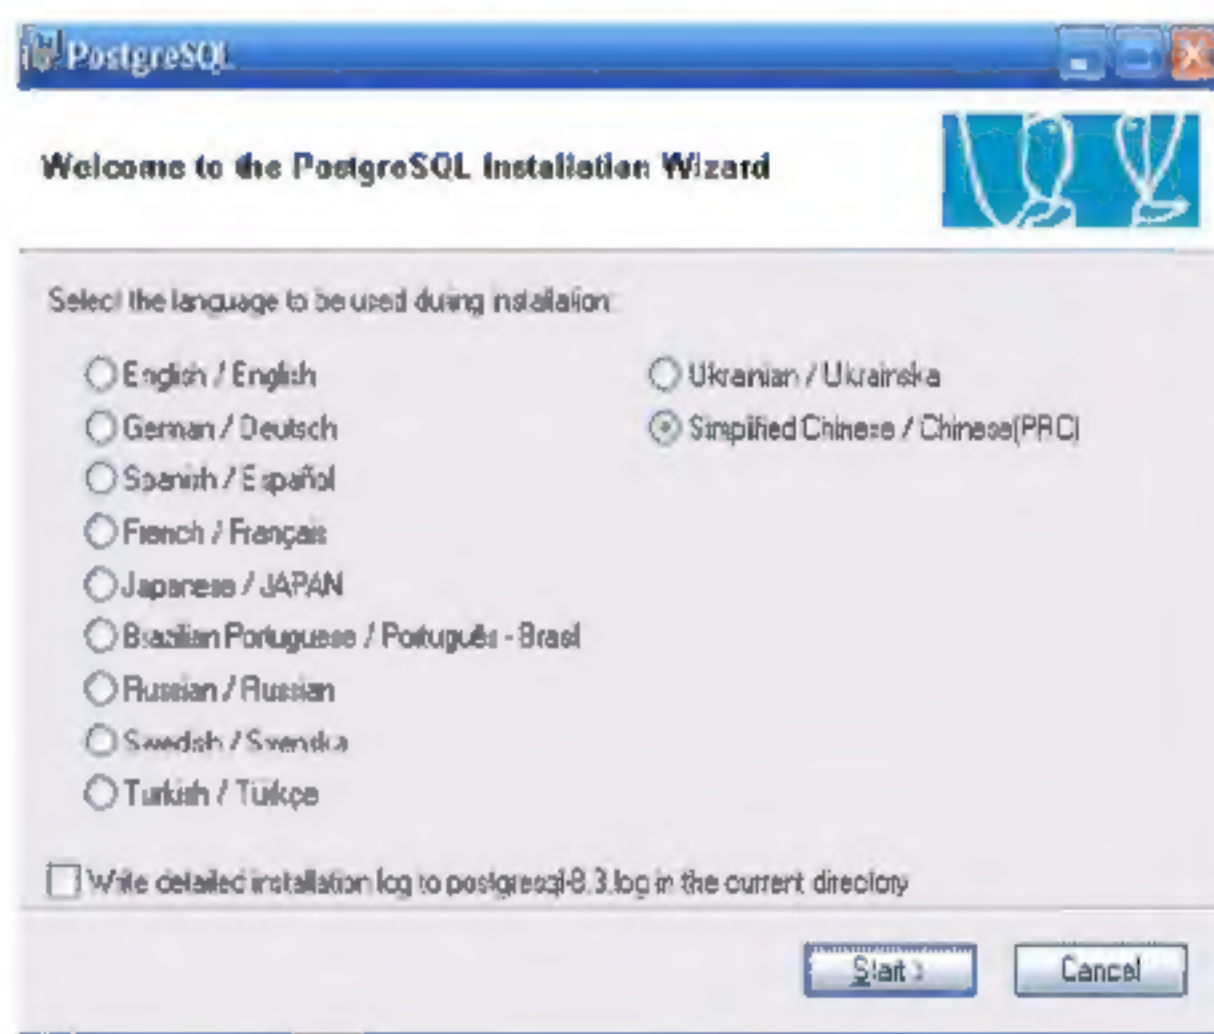 PostgreSQL
Welcome to the PostgreSQL Installation Wizard
Select the language to be used during installation:
English / English
German / Deutsch
Spanish / Español
French / Français
Japanese / JAPAN
Brazilian Portuguese / Português - Brasil
Russian / Russian
Swedish / Svenska
Turkish / Türkçe
Ukranian / Ukrainska
Simplified Chinese / Chinese(PRC)
Write detailed installation log to postgresql-8.3.log in the current directory
Start >
Cancel